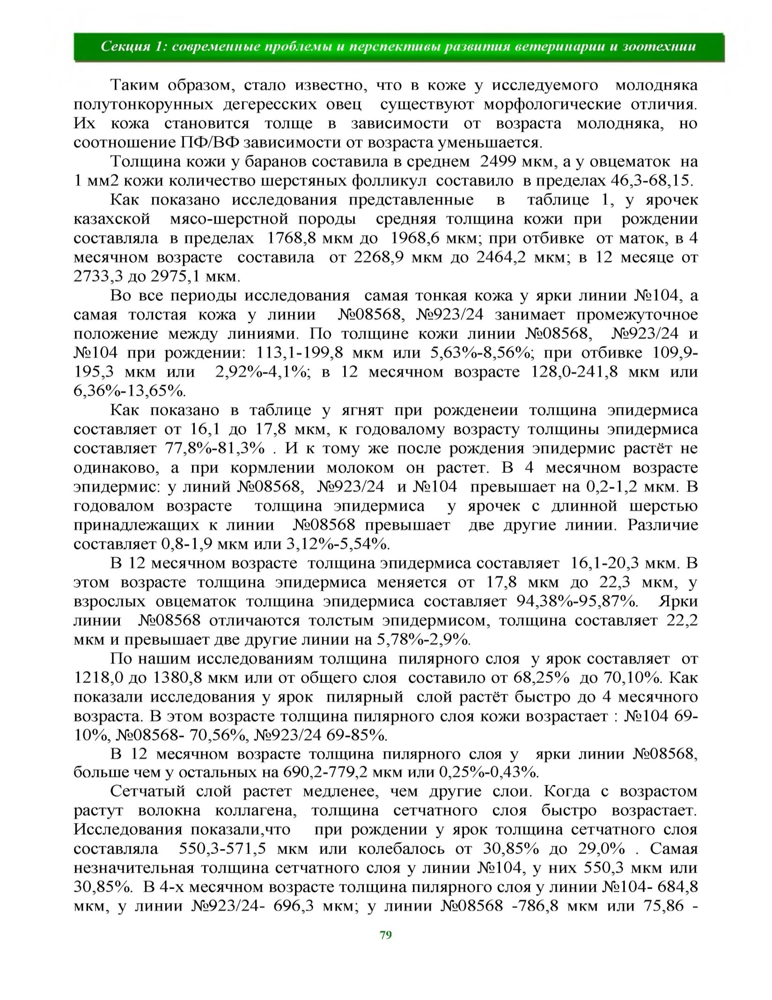 Секция 1: современные проблемы и перспективы развития ветеринарии и зоотехнии
Таким образом, стало известно, что в коже у исследуемого молодняка
полутонкорунных дегересских овец существуют морфологические отличия.
Их кожа становится толще в зависимости от возраста молодняка, но
соотношение ПФ/ВФ зависимости от возраста уменьшается.
Толщина кожи у баранов составила в среднем 2499 мкм, а у овцематок на
1 мм2 кожи количество шерстяных фолликул составило в пределах 46,3-68,15.
Как показано исследования представленные в таблице 1, у ярочек
казахской мясо-шерстной породы средняя толщина кожи при рождении
составляла в пределах 1768,8 мкм до 1968,6 мкм; при отбивке от маток, в 4
месячном возрасте составила от 2268,9 мкм до 2464,2 мкм; в 12 месяце от
2733,3 до 2975,1 мкм.
Во все периоды исследования самая тонкая кожа у ярки линии №104, а
самая толстая кожа у линии №08568, №923/24 занимает промежуточное
положение между линиями. По толщине кожи линии №08568, №923/24 и
№104 при рождении: 113,1-199,8 мкм или 5,63%-8,56%; при отбивке 109,9-
195,3 мкм или 2,92%-4,1%; в 12 месячном возрасте 128,0-241,8 мкм или
6,36%-13,65%.
Как показано в таблице у ягнят при рожденеии толщина эпидермиса
составляет от 16,1 до 17,8 мкм, к годовалому возрасту толщины эпидермиса
составляет 77,8%-81,3% . И к тому же после рождения эпидермис растёт не
одинаково, а при кормлении молоком он растет. В 4 месячном возрасте
эпидермис: у линий №08568, №923/24 и №104 превышает на 0,2-1,2 мкм. В
годовалом возрасте толщина эпидермиса у ярочек с длинной шерстью
принадлежащих к линии №08568 превышает две другие линии. Различие
составляет 0,8-1,9 мкм или 3,12%-5,54%.
В 12 месячном возрасте толщина эпидермиса составляет 16,1-20,3 мкм. В
этом возрасте толщина эпидермиса меняется от 17,8 мкм до 22,3 мкм, у
взрослых овцематок толщина эпидермиса составляет 94,38%-95,87%. Ярки
линии №08568 отличаются толстым эпидермисом, толщина составляет 22,2
мкм и превышает две другие линии на 5,78%-2,9%.
По нашим исследованиям толщина пилярного слоя у ярок составляет от
1218,0 до 1380,8 мкм или от общего слоя составило от 68,25% до 70,10%. Как
показали исследования у ярок пилярный слой растёт быстро до 4 месячного
возраста. В этом возрасте толщина пилярного слоя кожи возрастает : №104 69-
10%, №08568- 70,56%, №923/24 69-85%.
В 12 месячном возрасте толщина пилярного слоя у ярки линии №08568,
больше чем у остальных на 690,2-779,2 мкм или 0,25%-0,43%.
Сетчатый слой растет медленее, чем другие слои. Когда с возрастом
растут волокна коллагена, толщина сетчатного слоя быстро возрастает.
Исследования показали,что при рождении у ярок толщина сетчатного слоя
составляла 550,3-571,5 мкм или колебалось от 30,85% до 29,0% . Самая
незначительная толщина сетчатного слоя у линии №104, у них 550,3 мкм или
30,85%. В 4-х месячном возрасте толщина пилярного слоя у линии №104- 684,8
мкм, у линии №923/24- 696,3 мкм; у линии №08568 -786,8 мкм или 75,86 -
79